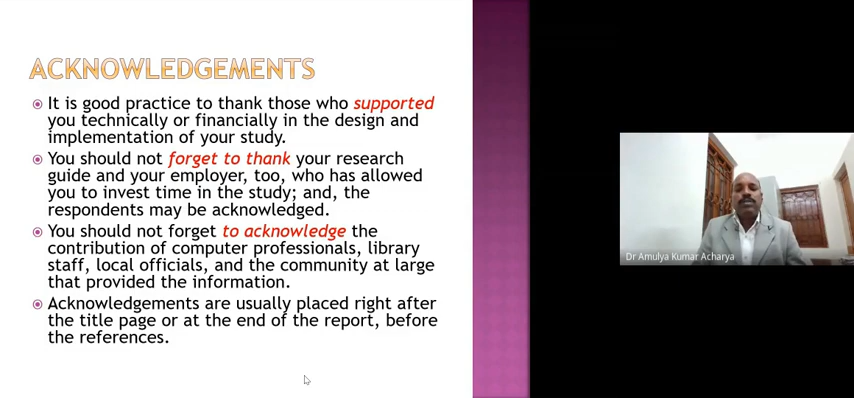 ACKNOWLEDGEMENTS
It is good practice to thank those who supported
you technically or financially in the design and
implementation of your study.
You should not forget to thank your research
guide and your employer, too, who has allowed
you to invest time in the study; and, the
respondents may be acknowledged.
You should not forget to acknowledge the
contribution of computer professionals, library
staff, local officials, and the community at large
that provided the information.
Acknowledgements are usually placed right after
the title page or at the end of the report, before
the references.
Dr Amulya Kumar Acharya